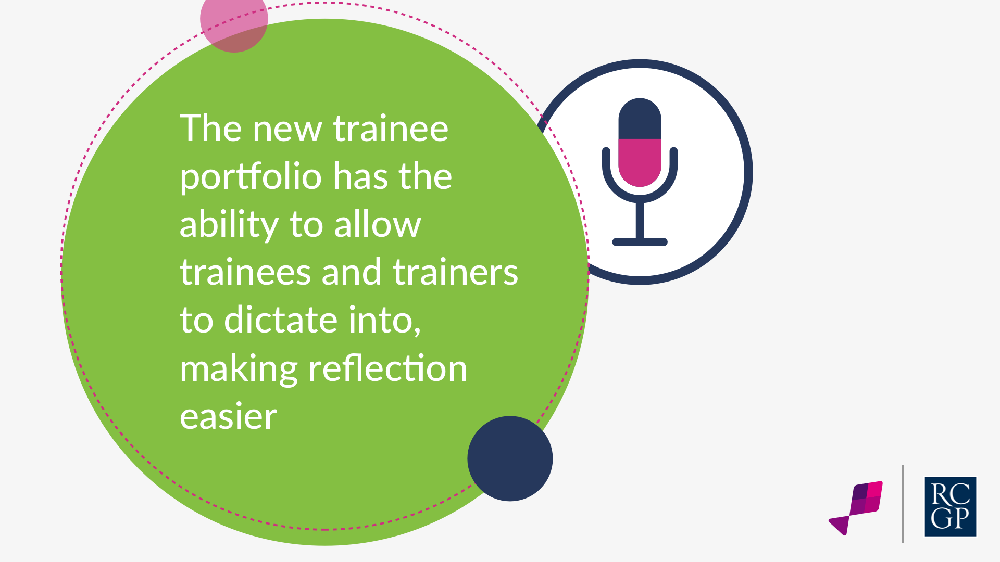 The new trainee
portfolio has the
ability to allow
trainees and trainers
to dictate into,
making reflection
easier
RC
GP